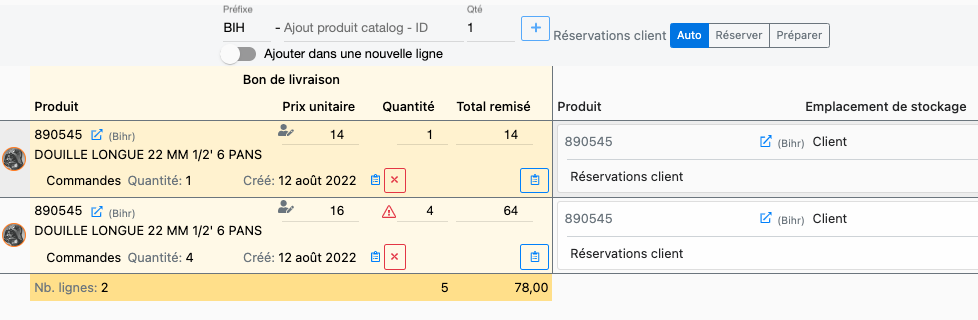 Préfixe Qté
BIH - Ajout produit catalog - ID 1 + Réservations client Auto Réserver Préparer
Ajouter dans une nouvelle ligne
Bon de livraison
Produit Prix unitaire Quantité Total remisé Produit Emplacement de stockage
890545 (Bihr) 14 1 14 890545 (Bihr) Client
DOUILLE LONGUE 22 MM 1/2' 6 PANS
Commandes Quantité: 1 Créé: 12 août 2022 Réservations client
890545 (Bihr) 16 4 64 890545 (Bihr) Client
DOUILLE LONGUE 22 MM 1/2' 6 PANS
Commandes Quantité: 4 Créé: 12 août 2022 Réservations client
Nb. lignes: 2 5 78,00